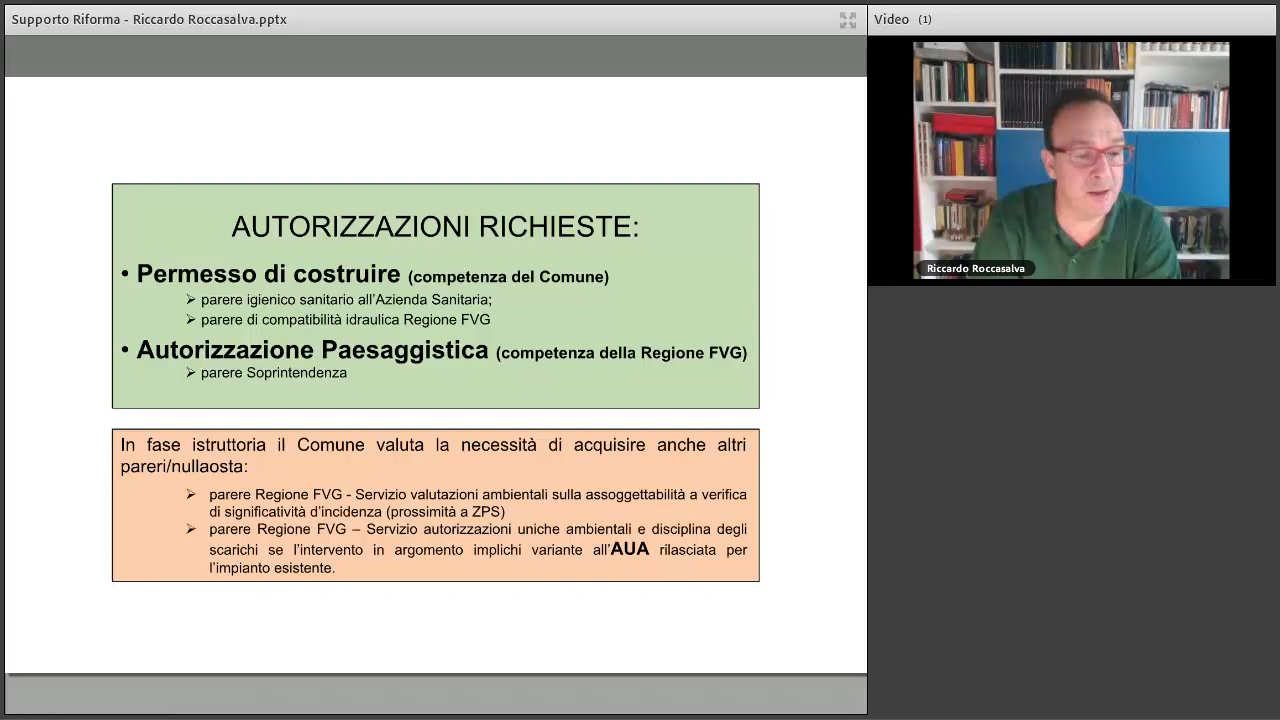 Supporto Riforma - Riccardo Roccasalva.pptx
Video (1)
Riccardo Roccasalva
AUTORIZZAZIONI RICHIESTE:
• Permesso di costruire (competenza del Comune)
➢ parere igienico sanitario all'Azienda Sanitaria;
➢ parere di compatibilità idraulica Regione FVG
• Autorizzazione Paesaggistica (competenza della Regione FVG)
➢ parere Soprintendenza
In fase istruttoria il Comune valuta la necessità di acquisire anche altri
pareri/nullaosta:
➢ parere Regione FVG - Servizio valutazioni ambientali sulla assoggettabilità a verifica
di significatività d'incidenza (prossimità a ZPS)
➢ parere Regione FVG – Servizio autorizzazioni uniche ambientali e disciplina degli
scarichi se l'intervento in argomento implichi variante all'AUA rilasciata per
l'impianto esistente.